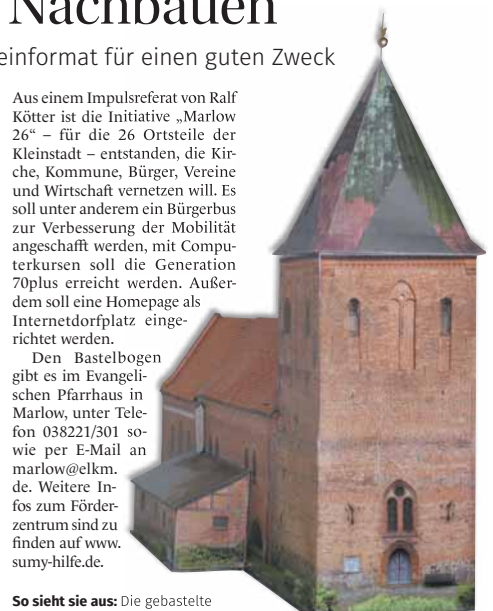 Nachbauen
einformat für einen guten Zweck
Aus einem Impulsreferat von Ralf
Kötter ist die Initiative „Marlow
26“ – für die 26 Ortsteile der
Kleinstadt – entstanden, die Kir-
che, Kommune, Bürger, Vereine
und Wirtschaft vernetzen will. Es
soll unter anderem ein Bürgerbus
zur Verbesserung der Mobilität
angeschafft werden, mit Compu-
terkursen soll die Generation
70plus erreicht werden. Außer-
dem soll eine Homepage als
Internetdorfplatz einge-
richtet werden.
Den Bastelbogen
gibt es im Evangeli-
schen Pfarrhaus in
Marlow, unter Tele-
fon 038221/301 so-
wie per E-Mail an
marlow@elkm.
de. Weitere In-
fos zum Förder-
zentrum sind zu
finden auf www.
sumy-hilfe.de.
So sieht sie aus: Die gebastelte